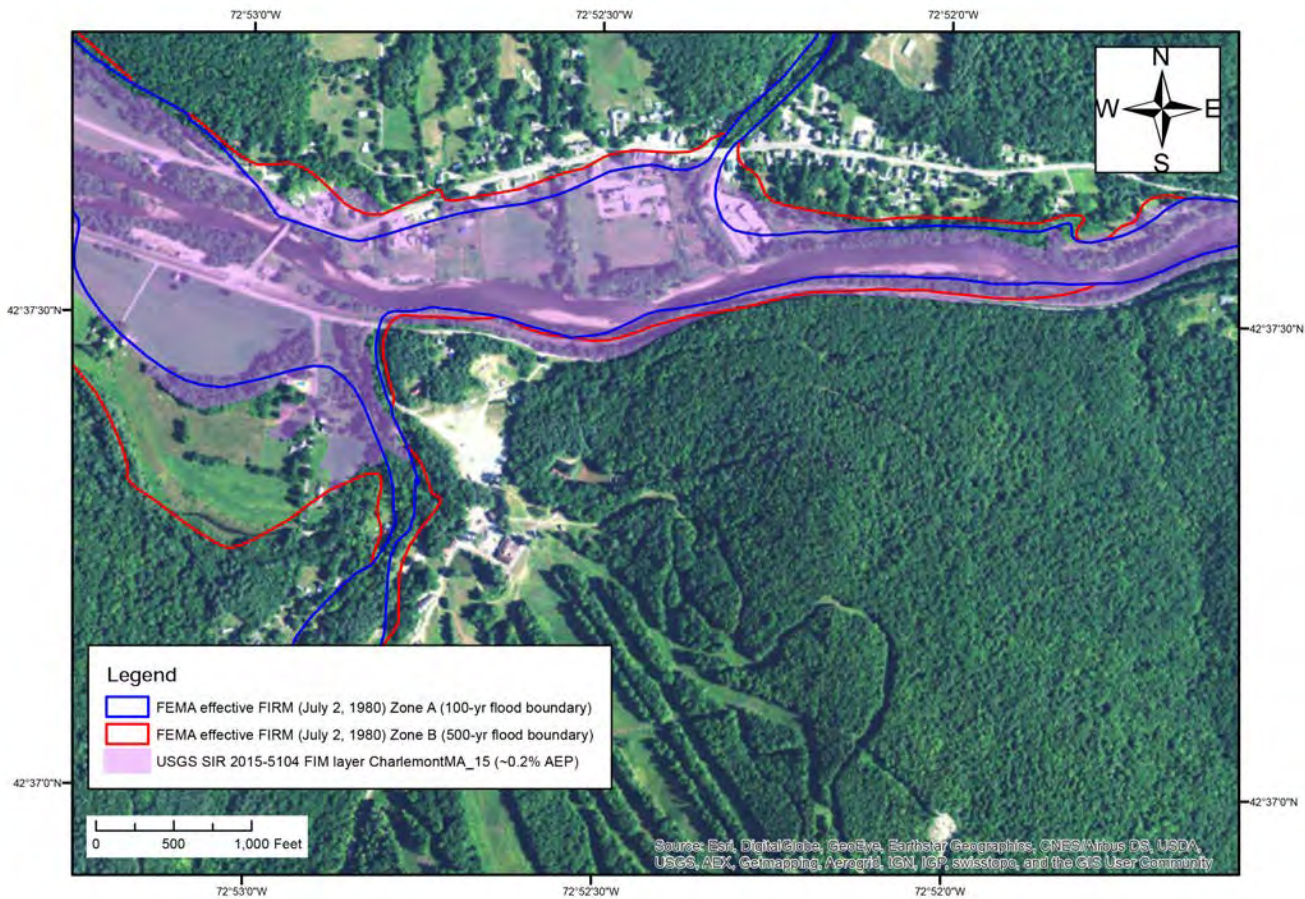 72°53'0"W
72°52'30"W
72°52'0"W
N
W E
S
42°37'30"N
42°37'30"N
Legend
FEMA effective FIRM (July 2, 1980) Zone A (100-yr flood boundary)
FEMA effective FIRM (July 2, 1980) Zone B (500-yr flood boundary)
USGS SIR 2015-5104 FIM layer CharlemontMA_15 (~0.2% AEP)
42°37'0"N
42°37'0"N
0 500 1,000 Feet
Source: Esri, DigitalGlobe, GeoEye, Earthstar Geographics, CNES/Airbus DS, USDA,
USGS, AEX, Getmapping, Aerogrid, IGN, IGP, swisstopo, and the GIS User Community
72°53'0"W
72°52'30"W
72°52'0"W